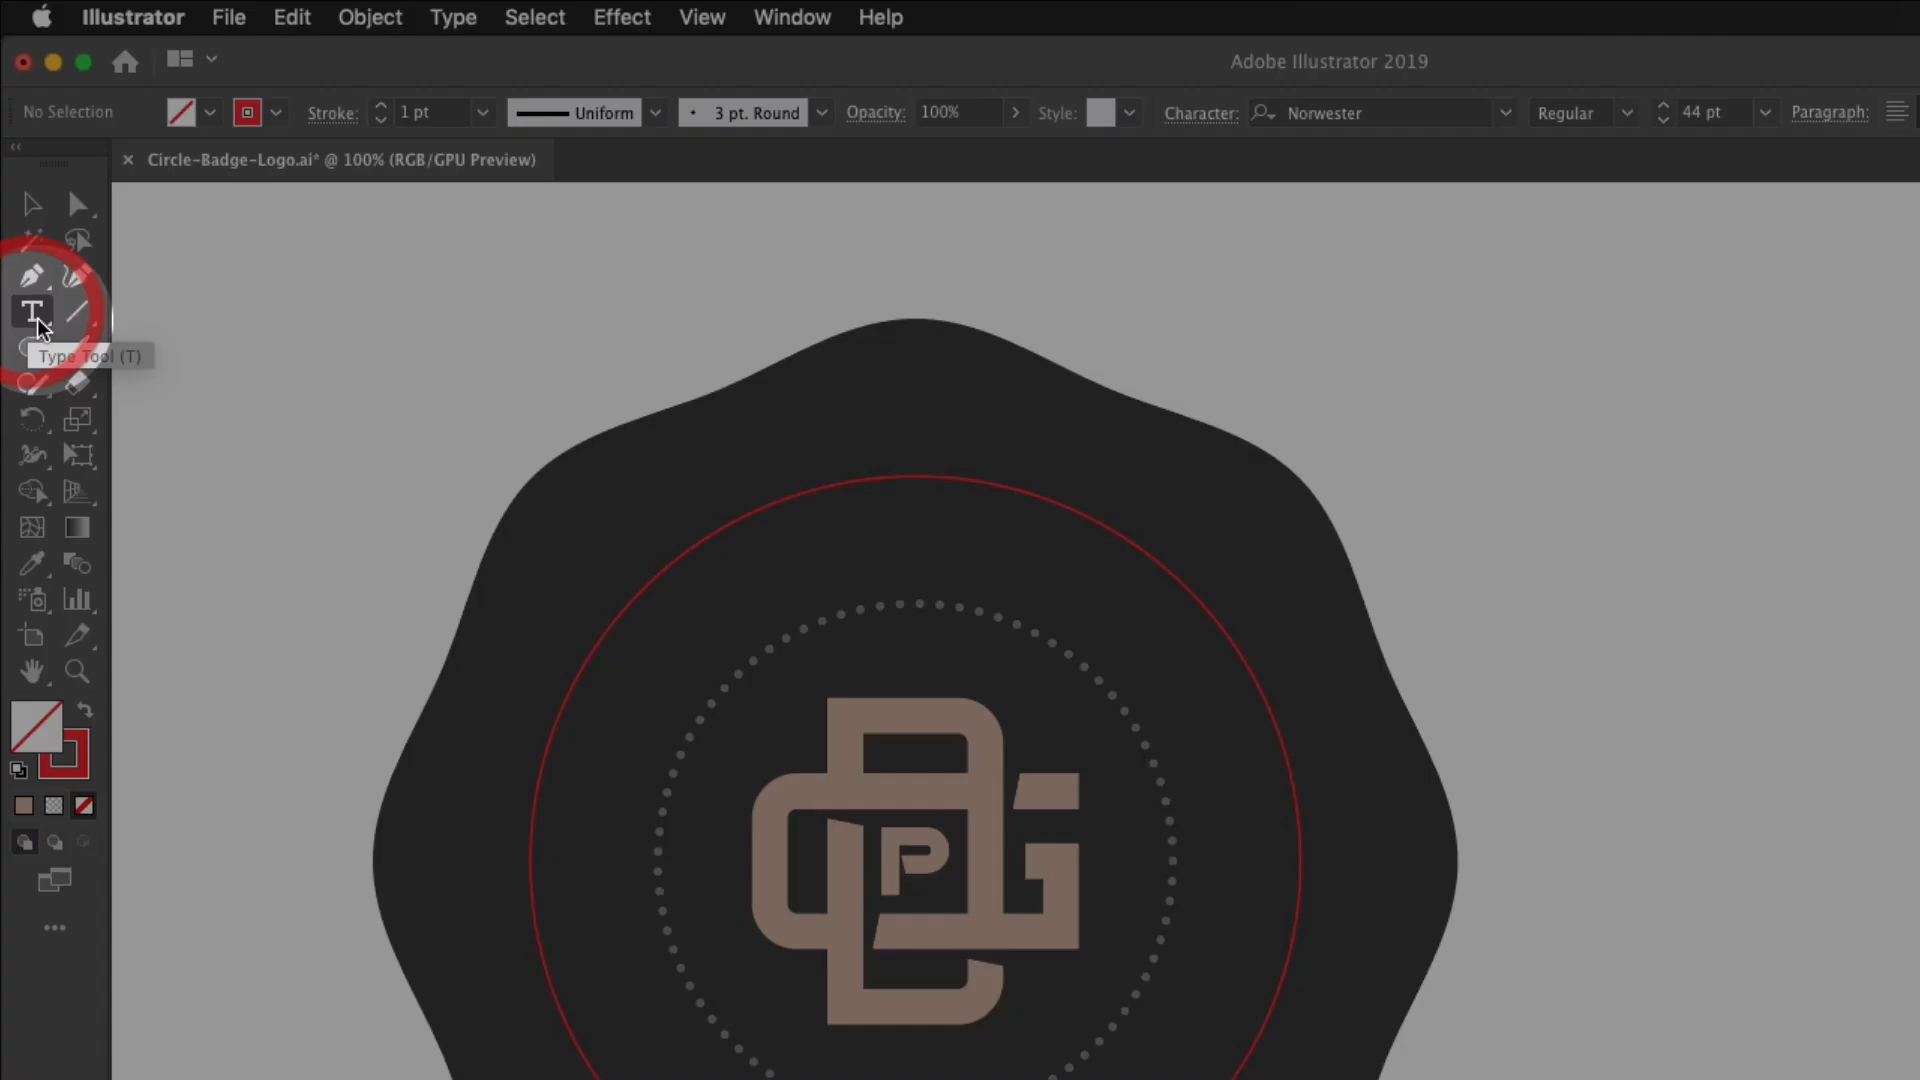 Illustrator File Edit Object Type Select Effect View Window Help
Adobe Illustrator 2019
No Selection Stroke: 1 pt Uniform 3 pt. Round Opacity: 100% Style: Character: Norwester Regular 44 pt Paragraph:
Circle-Badge-Logo.ai* @ 100% (RGB/GPU Preview)
T
Type Tool (T)
P